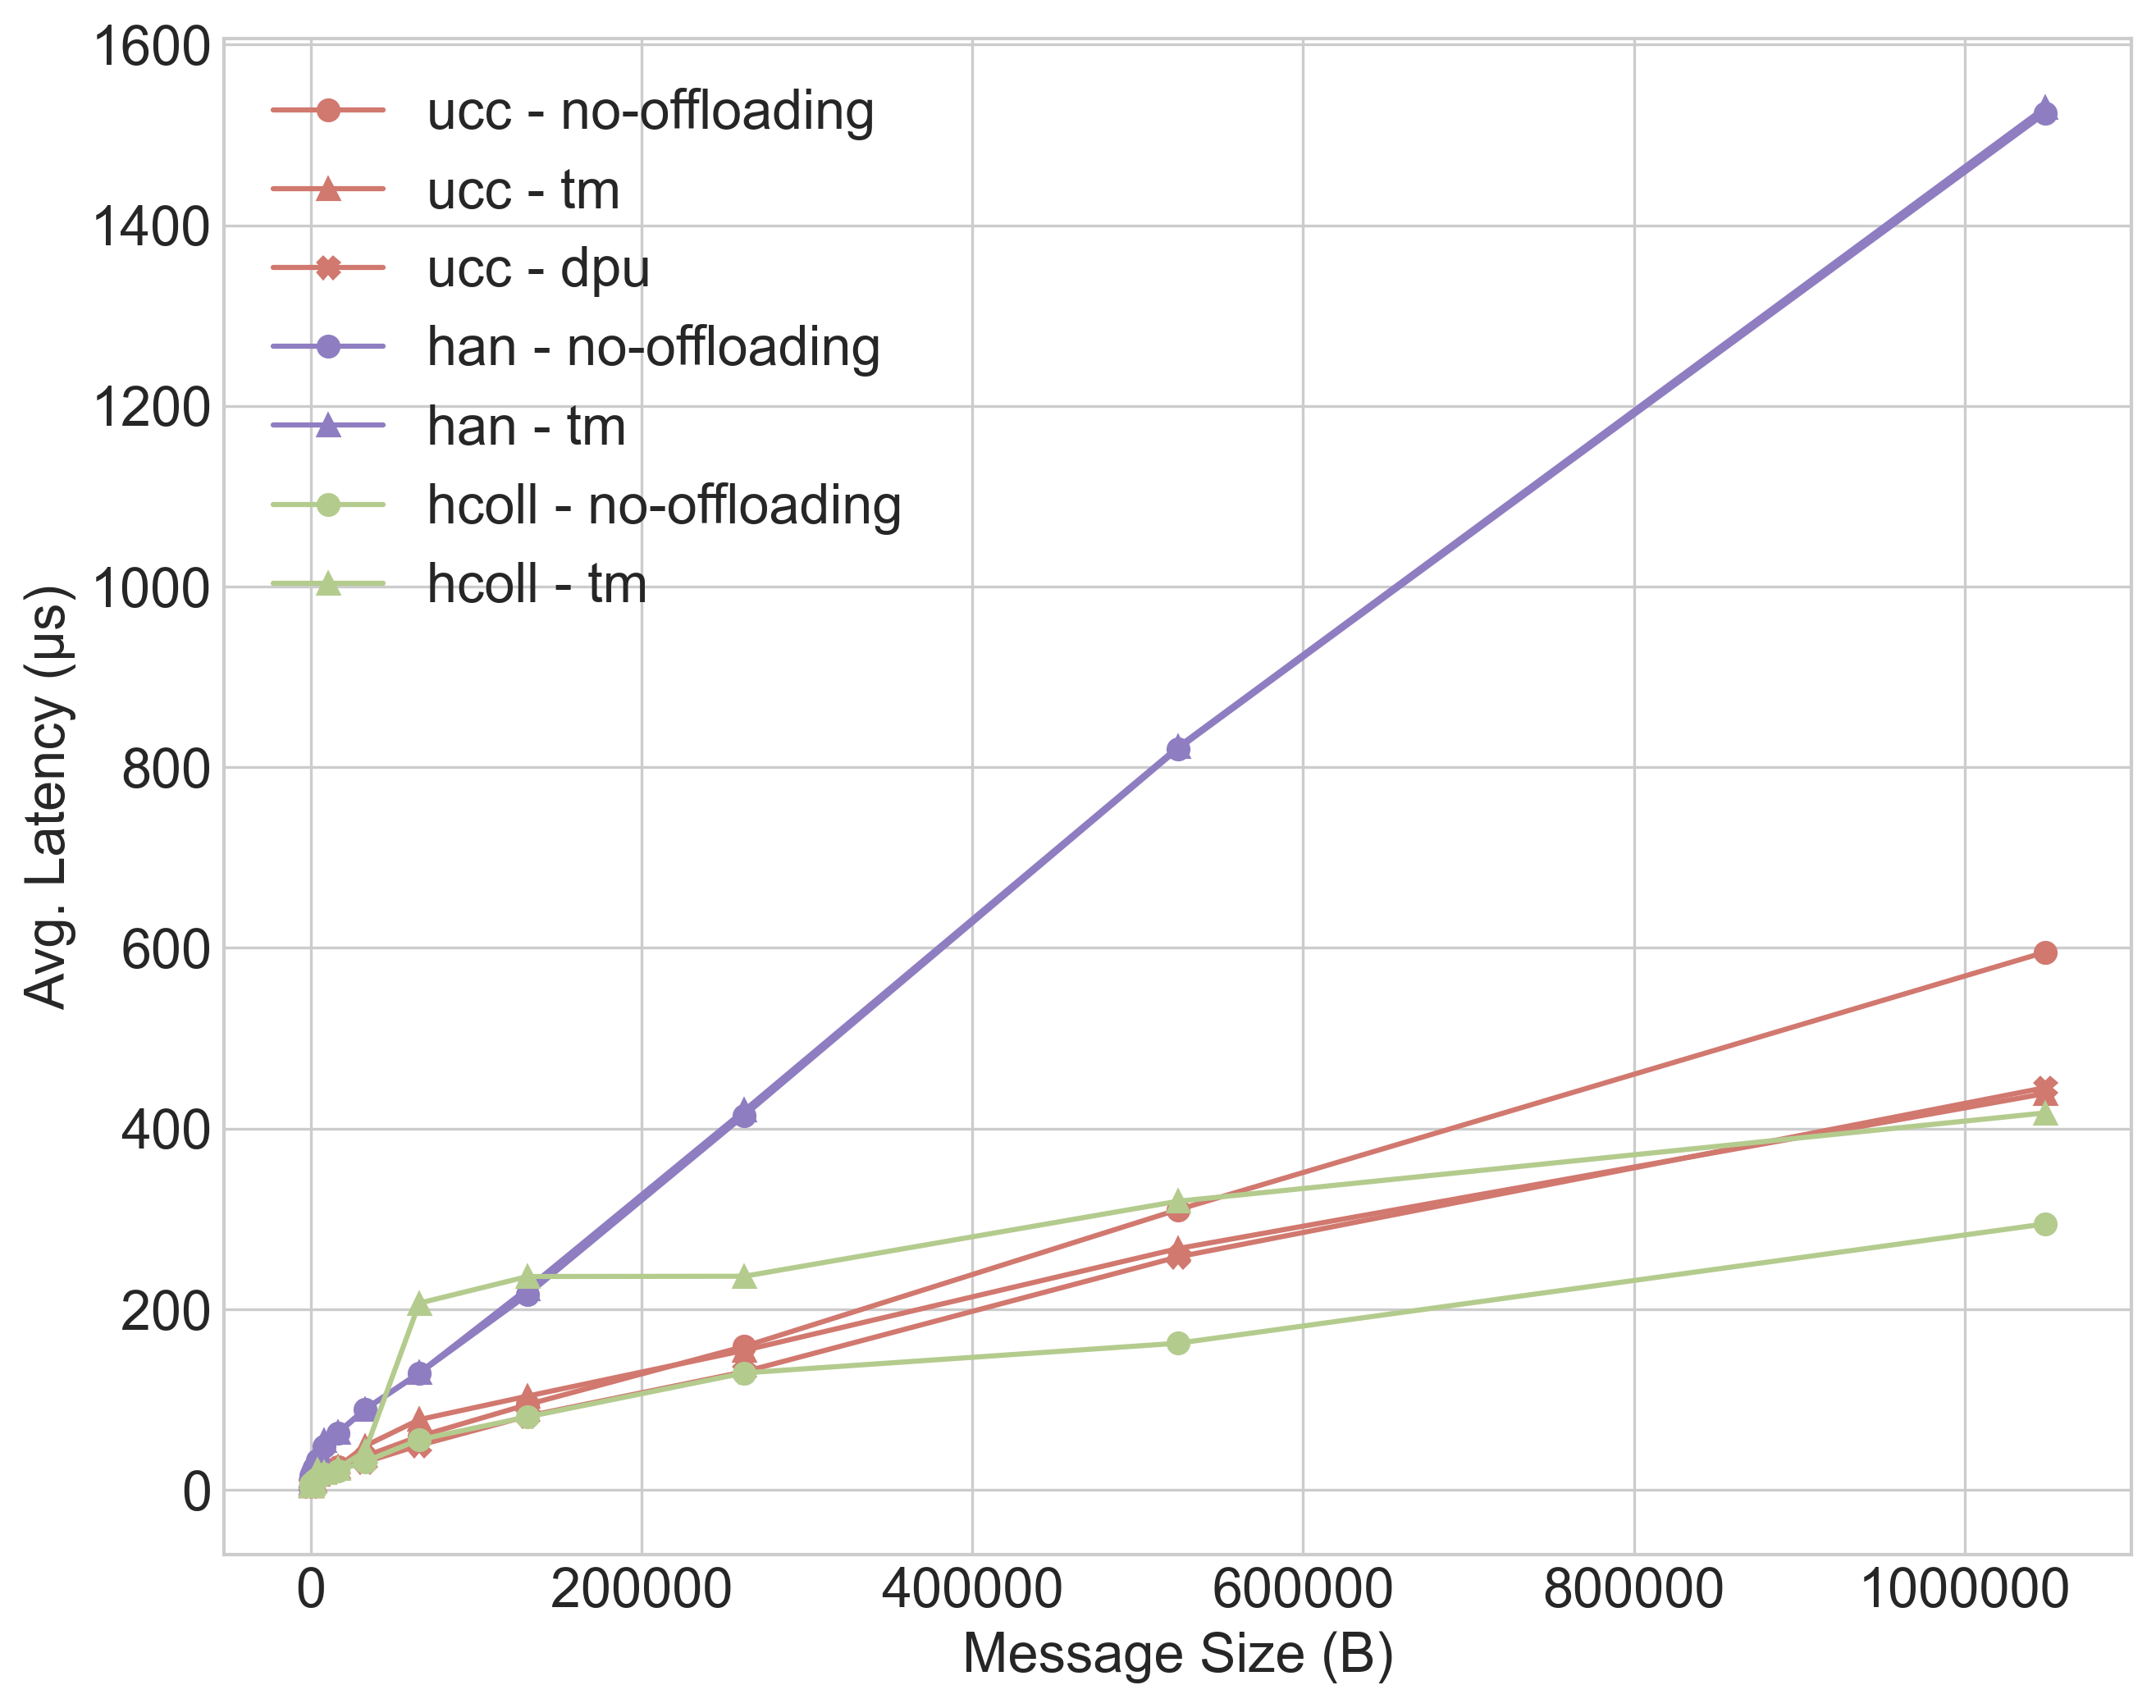 1600
1400
1200
1000
800
600
400
200
0
Avg. Latency (µs)
ucc - no-offloading
ucc - tm
ucc - dpu
han - no-offloading
han - tm
hcoll - no-offloading
hcoll - tm
0 200000 400000 600000 800000 1000000
Message Size (B)